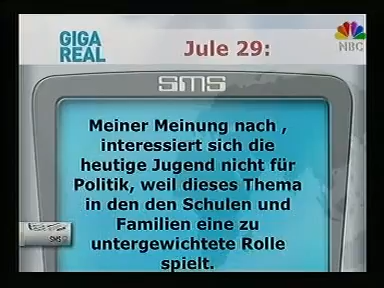 GIGA
REAL
Jule 29:
NBC
sms
Meiner Meinung nach ,
interessiert sich die
heutige Jugend nicht für
Politik, weil dieses Thema
in den den Schulen und
Familien eine zu
untergewichtete Rolle
spielt.